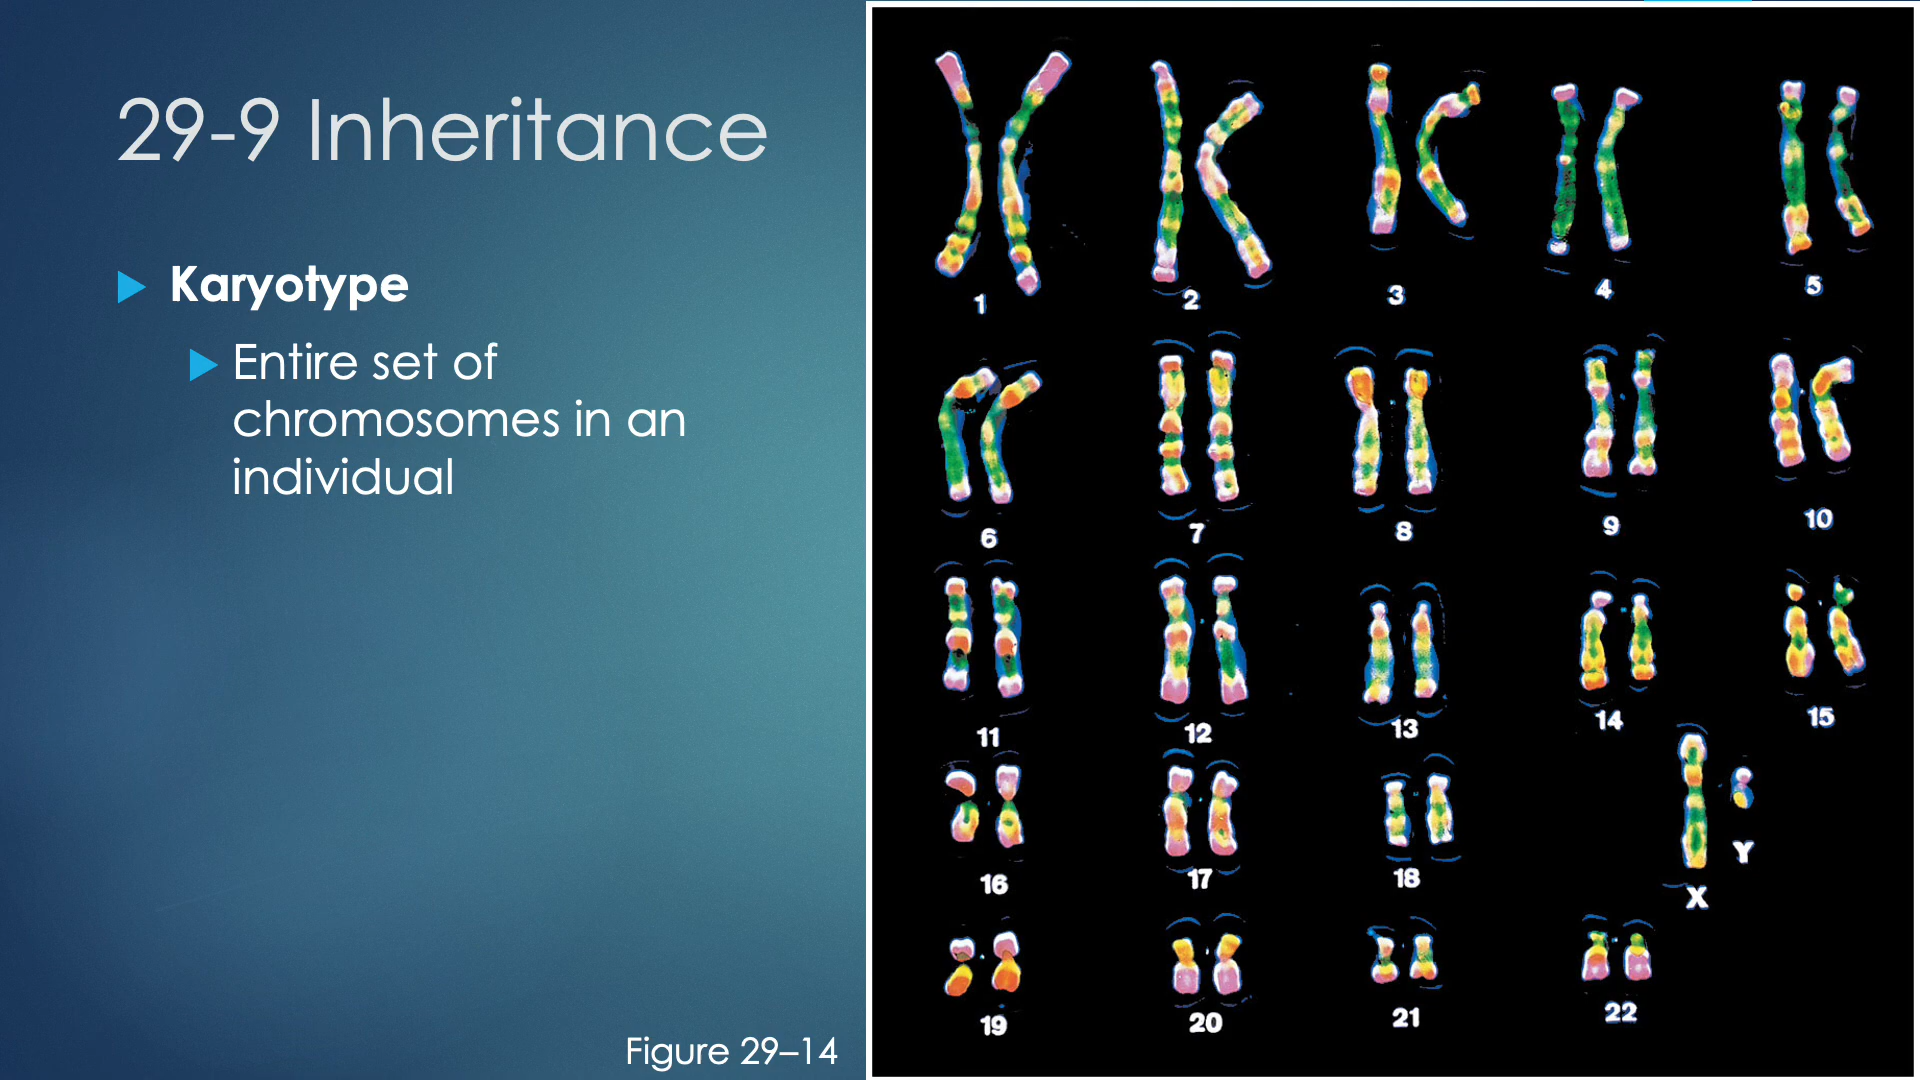 29-9 Inheritance
Karyotype
Entire set of
chromosomes in an
individual
Figure 29–14
1 2 3 4 5
6 7 8 9 10
11 12 13 14 15
16 17 18 X Y
19 20 21 22